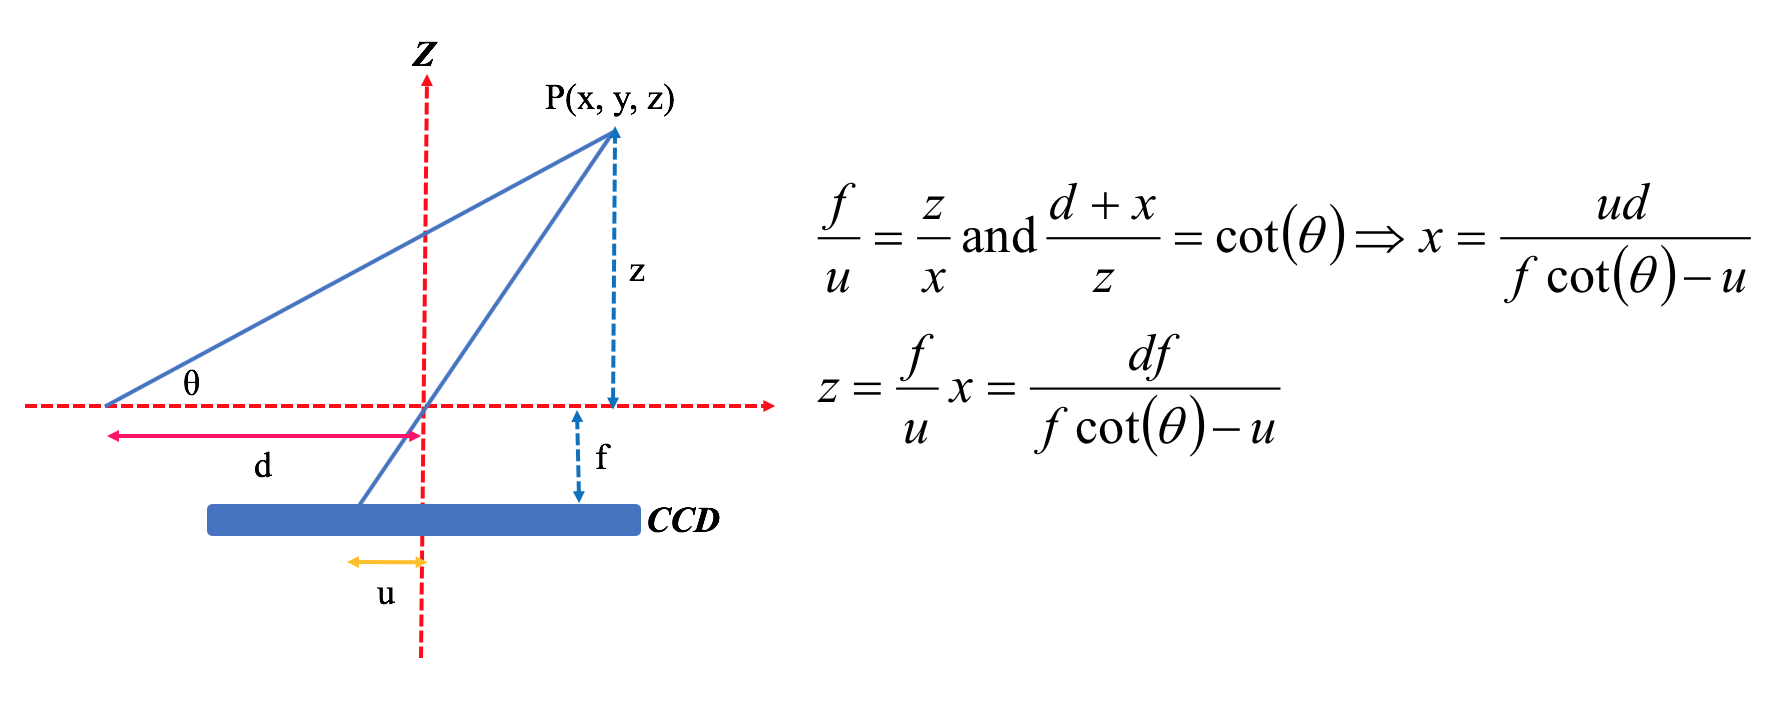 Z
P(x, y, z)
z
θ
d
f
CCD
u
f/u = z/x and (d + x)/z = cot(θ) ⇒ x = ud/(f cot(θ) − u)
z = f/u x = df/(f cot(θ) − u)